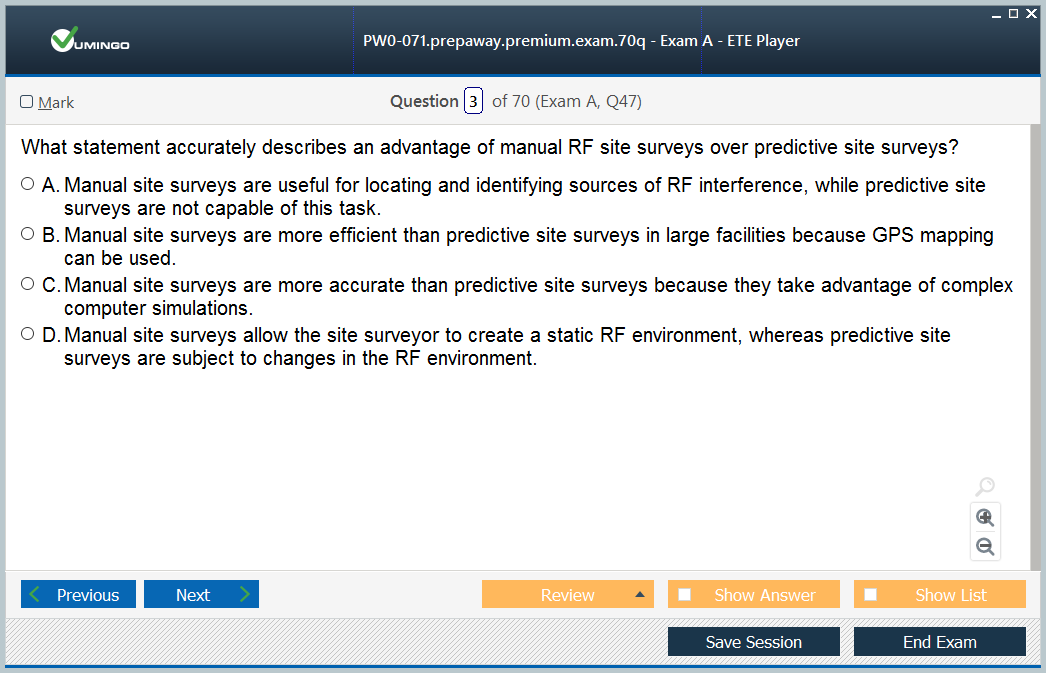 VUMINGO
PW0-071.prepaway.premium.exam.70q - Exam A - ETE Player
Mark
Question 3 of 70 (Exam A, Q47)
What statement accurately describes an advantage of manual RF site surveys over predictive site surveys?
A. Manual site surveys are useful for locating and identifying sources of RF interference, while predictive site
surveys are not capable of this task.
B. Manual site surveys are more efficient than predictive site surveys in large facilities because GPS mapping
can be used.
C. Manual site surveys are more accurate than predictive site surveys because they take advantage of complex
computer simulations.
D. Manual site surveys allow the site surveyor to create a static RF environment, whereas predictive site
surveys are subject to changes in the RF environment.
Previous Next Review Show Answer Show List
Save Session End Exam